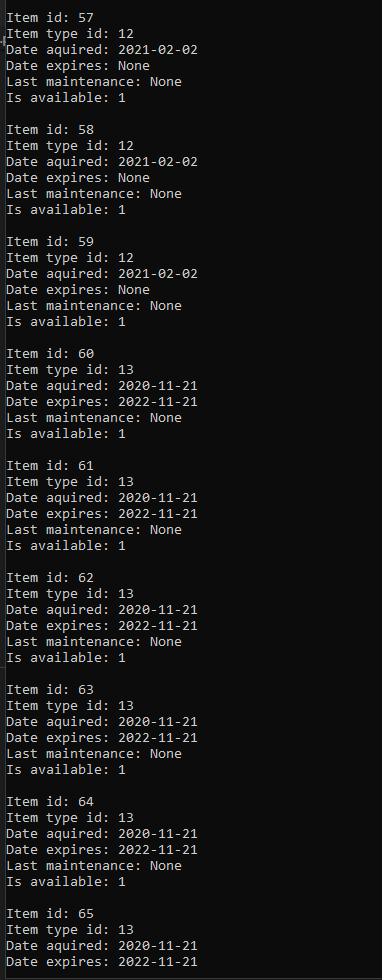 Item id: 57
Item type id: 12
Date aquired: 2021-02-02
Date expires: None
Last maintenance: None
Is available: 1

Item id: 58
Item type id: 12
Date aquired: 2021-02-02
Date expires: None
Last maintenance: None
Is available: 1

Item id: 59
Item type id: 12
Date aquired: 2021-02-02
Date expires: None
Last maintenance: None
Is available: 1

Item id: 60
Item type id: 13
Date aquired: 2020-11-21
Date expires: 2022-11-21
Last maintenance: None
Is available: 1

Item id: 61
Item type id: 13
Date aquired: 2020-11-21
Date expires: 2022-11-21
Last maintenance: None
Is available: 1

Item id: 62
Item type id: 13
Date aquired: 2020-11-21
Date expires: 2022-11-21
Last maintenance: None
Is available: 1

Item id: 63
Item type id: 13
Date aquired: 2020-11-21
Date expires: 2022-11-21
Last maintenance: None
Is available: 1

Item id: 64
Item type id: 13
Date aquired: 2020-11-21
Date expires: 2022-11-21
Last maintenance: None
Is available: 1

Item id: 65
Item type id: 13
Date aquired: 2020-11-21
Date expires: 2022-11-21